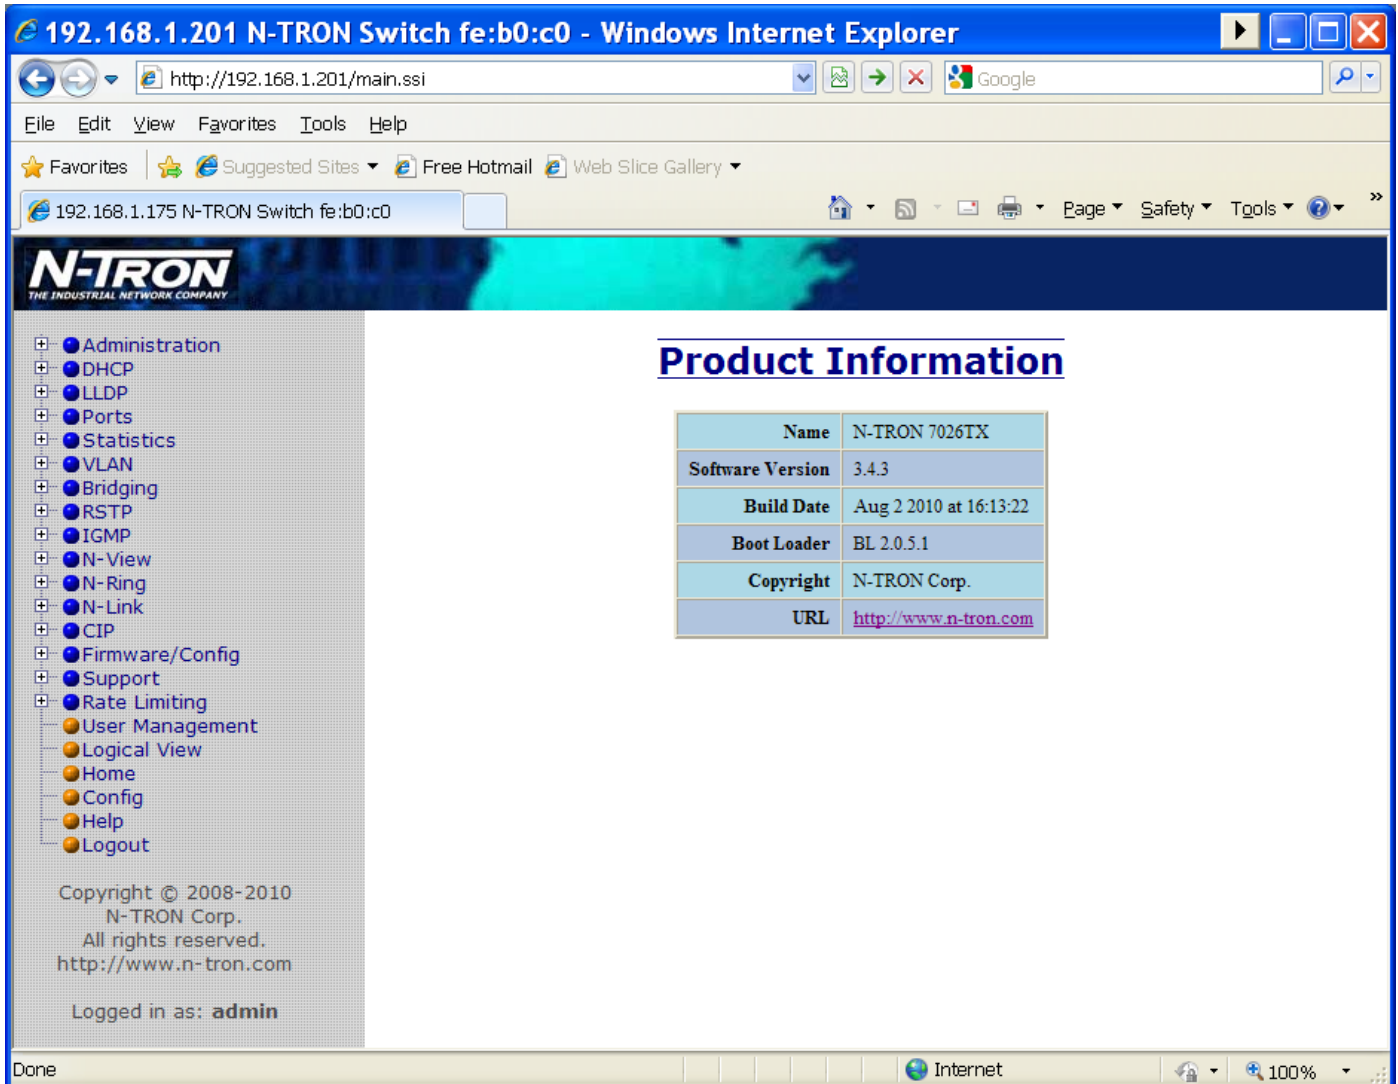 192.168.1.201 N-TRON Switch fe:b0:c0 - Windows Internet Explorer
http://192.168.1.201/main.ssi
Google
File Edit View Favorites Tools Help
Favorites Suggested Sites Free Hotmail Web Slice Gallery
192.168.1.175 N-TRON Switch fe:b0:c0
Page Safety Tools
N-TRON
THE INDUSTRIAL NETWORK COMPANY
Administration
DHCP
LLDP
Ports
Statistics
VLAN
Bridging
RSTP
IGMP
N-View
N-Ring
N-Link
CIP
Firmware/Config
Support
Rate Limiting
User Management
Logical View
Home
Config
Help
Logout
Copyright © 2008-2010
N-TRON Corp.
All rights reserved.
http://www.n-tron.com
Logged in as: admin
Product Information
Name N-TRON 7026TX
Software Version 3.4.3
Build Date Aug 2 2010 at 16:13:22
Boot Loader BL 2.0.5.1
Copyright N-TRON Corp.
URL http://www.n-tron.com
Done Internet 100%